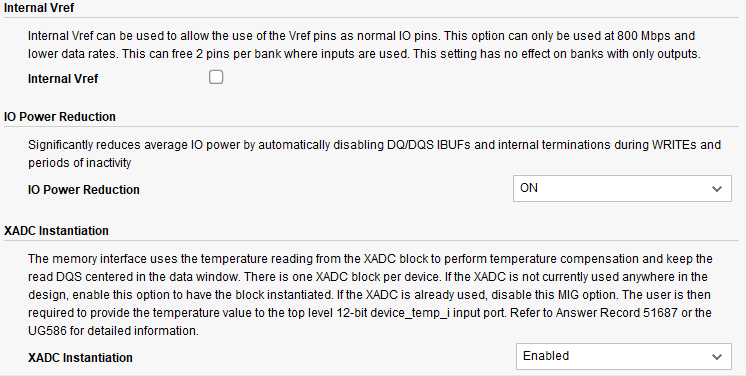 Internal Vref
Internal Vref can be used to allow the use of the Vref pins as normal IO pins. This option can only be used at 800 Mbps and
lower data rates. This can free 2 pins per bank where inputs are used. This setting has no effect on banks with only outputs.
Internal Vref
IO Power Reduction
Significantly reduces average IO power by automatically disabling DQ/DQS IBUFs and internal terminations during WRITEs and
periods of inactivity
IO Power Reduction
ON
XADC Instantiation
The memory interface uses the temperature reading from the XADC block to perform temperature compensation and keep the
read DQS centered in the data window. There is one XADC block per device. If the XADC is not currently used anywhere in the
design, enable this option to have the block instantiated. If the XADC is already used, disable this MIG option. The user is then
required to provide the temperature value to the top level 12-bit device_temp_i input port. Refer to Answer Record 51687 or the
UG586 for detailed information.
XADC Instantiation
Enabled